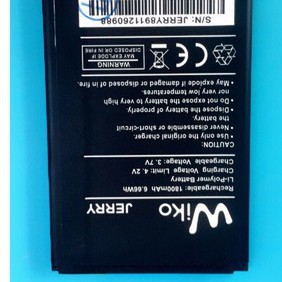 Wiko JERRY
Rechargeable: 1800mAh 6.66Wh
Li-Polymer Battery
Charging Limit Voltage: 4.2V
Chargeable Voltage: 3.7V
CAUTION:
• Use only the original charger.
• Never disassemble or short-circuit
the battery.
• Dispose the battery of properly.
• Do not expose the battery to very high
nor very low temperatures.
• May explode if damaged or disposed of in fire.
WARNING
DISPOSED OR IN FIRE
CE
S/N: JERRY891260986